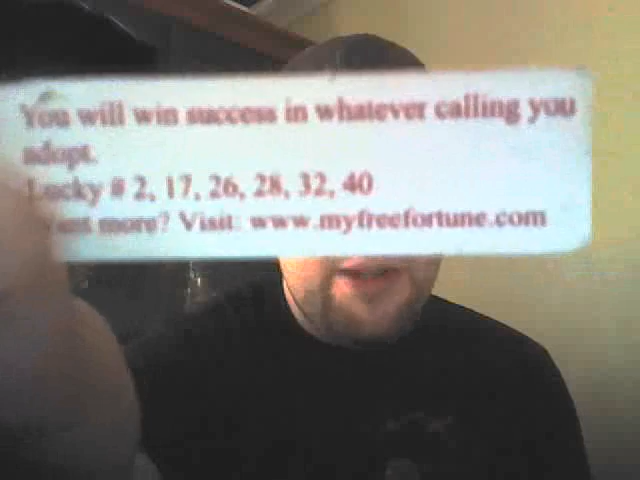 You will win success in whatever calling you
adopt.
Lucky # 2, 17, 26, 28, 32, 40
Want more? Visit: www.myfreefortune.com